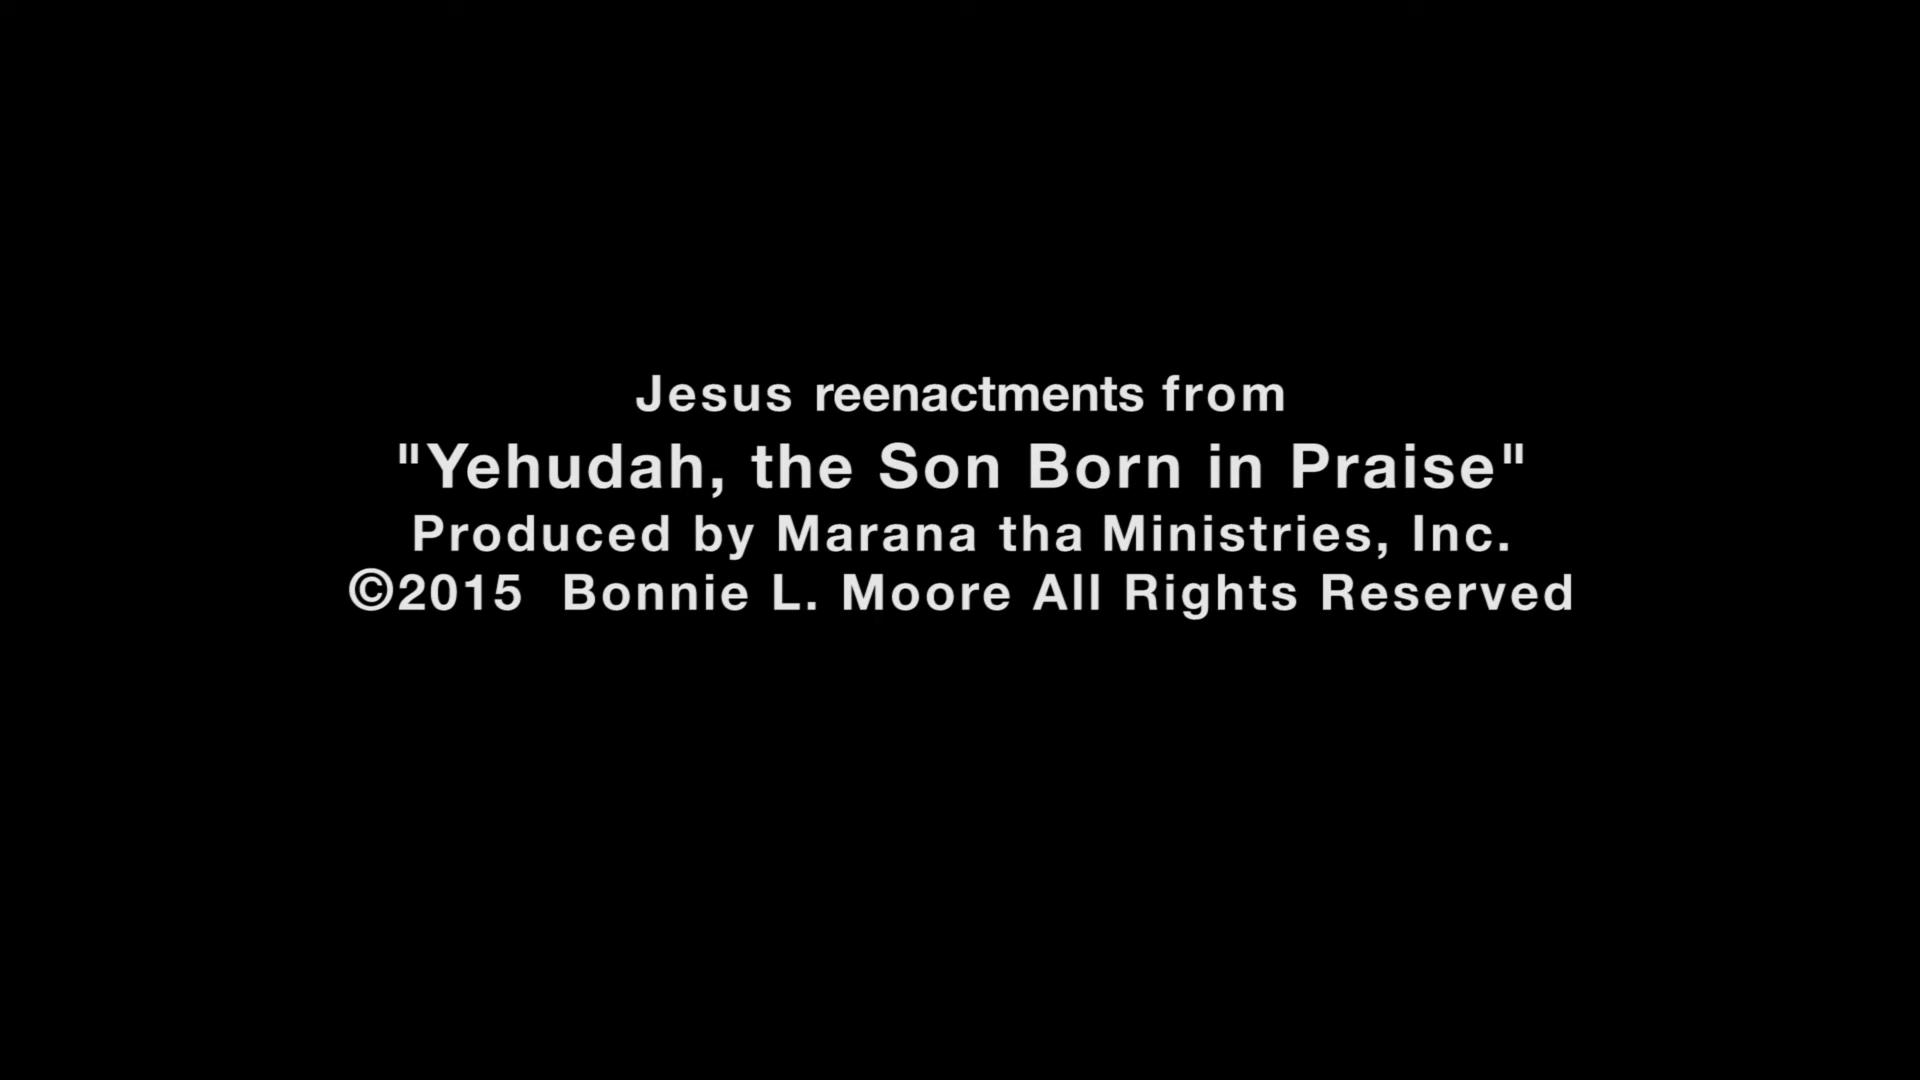 Jesus reenactments from
"Yehudah, the Son Born in Praise"
Produced by Marana tha Ministries, Inc.
©2015  Bonnie L. Moore All Rights Reserved